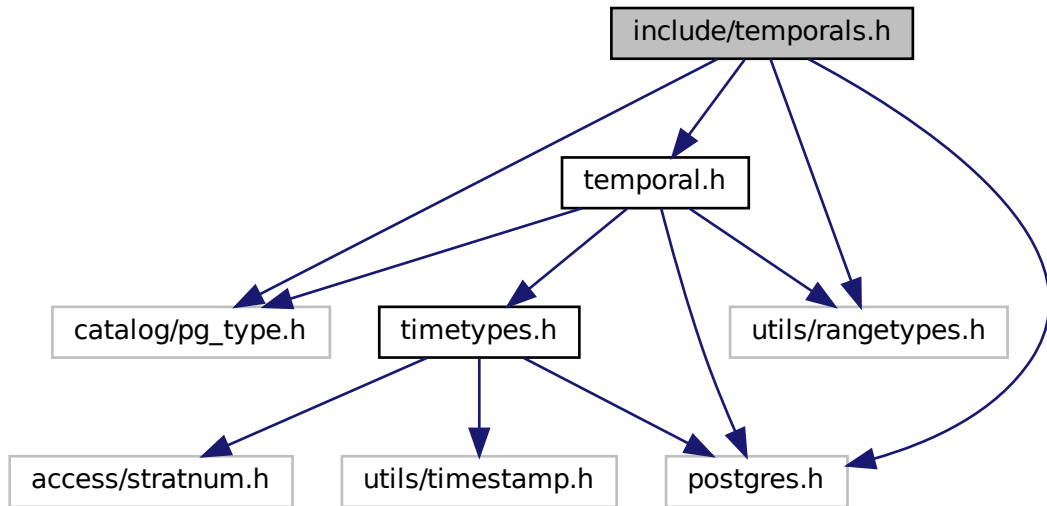 include/temporals.h
temporal.h
catalog/pg_type.h
timetypes.h
utils/rangetypes.h
access/stratnum.h
utils/timestamp.h
postgres.h